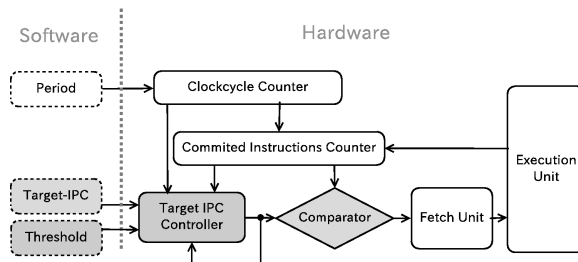 Software
Hardware
Period
Clockcycle Counter
Commited Instructions Counter
Execution
Unit
Target-IPC
Threshold
Target IPC
Controller
Comparator
Fetch Unit